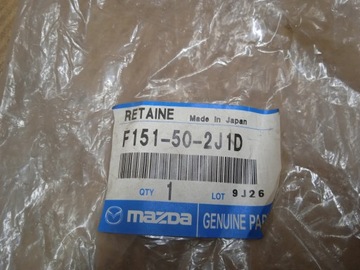 RETAINE Made in Japan
F151-50-2J1D
QTY 1 LOT 9J26
mazda GENUINE PAR